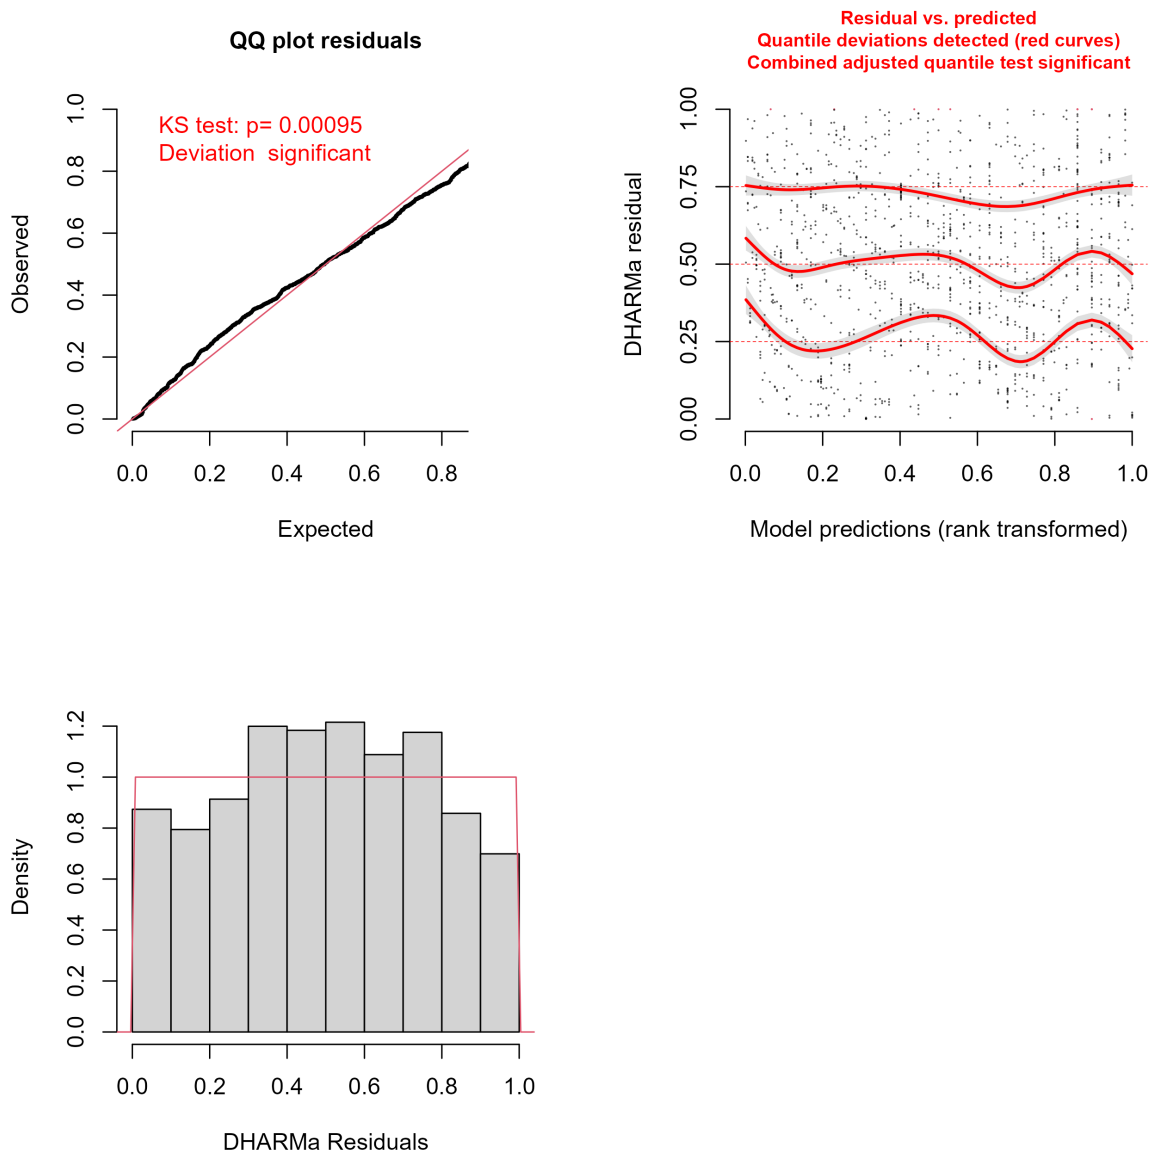 QQ plot residuals
KS test: p= 0.00095
Deviation  significant
Observed
0.0 0.2 0.4 0.6 0.8 1.0
0.0 0.2 0.4 0.6 0.8
Expected
Residual vs. predicted
Quantile deviations detected (red curves)
Combined adjusted quantile test significant
DHARMa residual
0.00 0.25 0.50 0.75 1.00
0.0 0.2 0.4 0.6 0.8 1.0
Model predictions (rank transformed)
Density
0.0 0.2 0.4 0.6 0.8 1.0 1.2
0.0 0.2 0.4 0.6 0.8 1.0
DHARMa Residuals